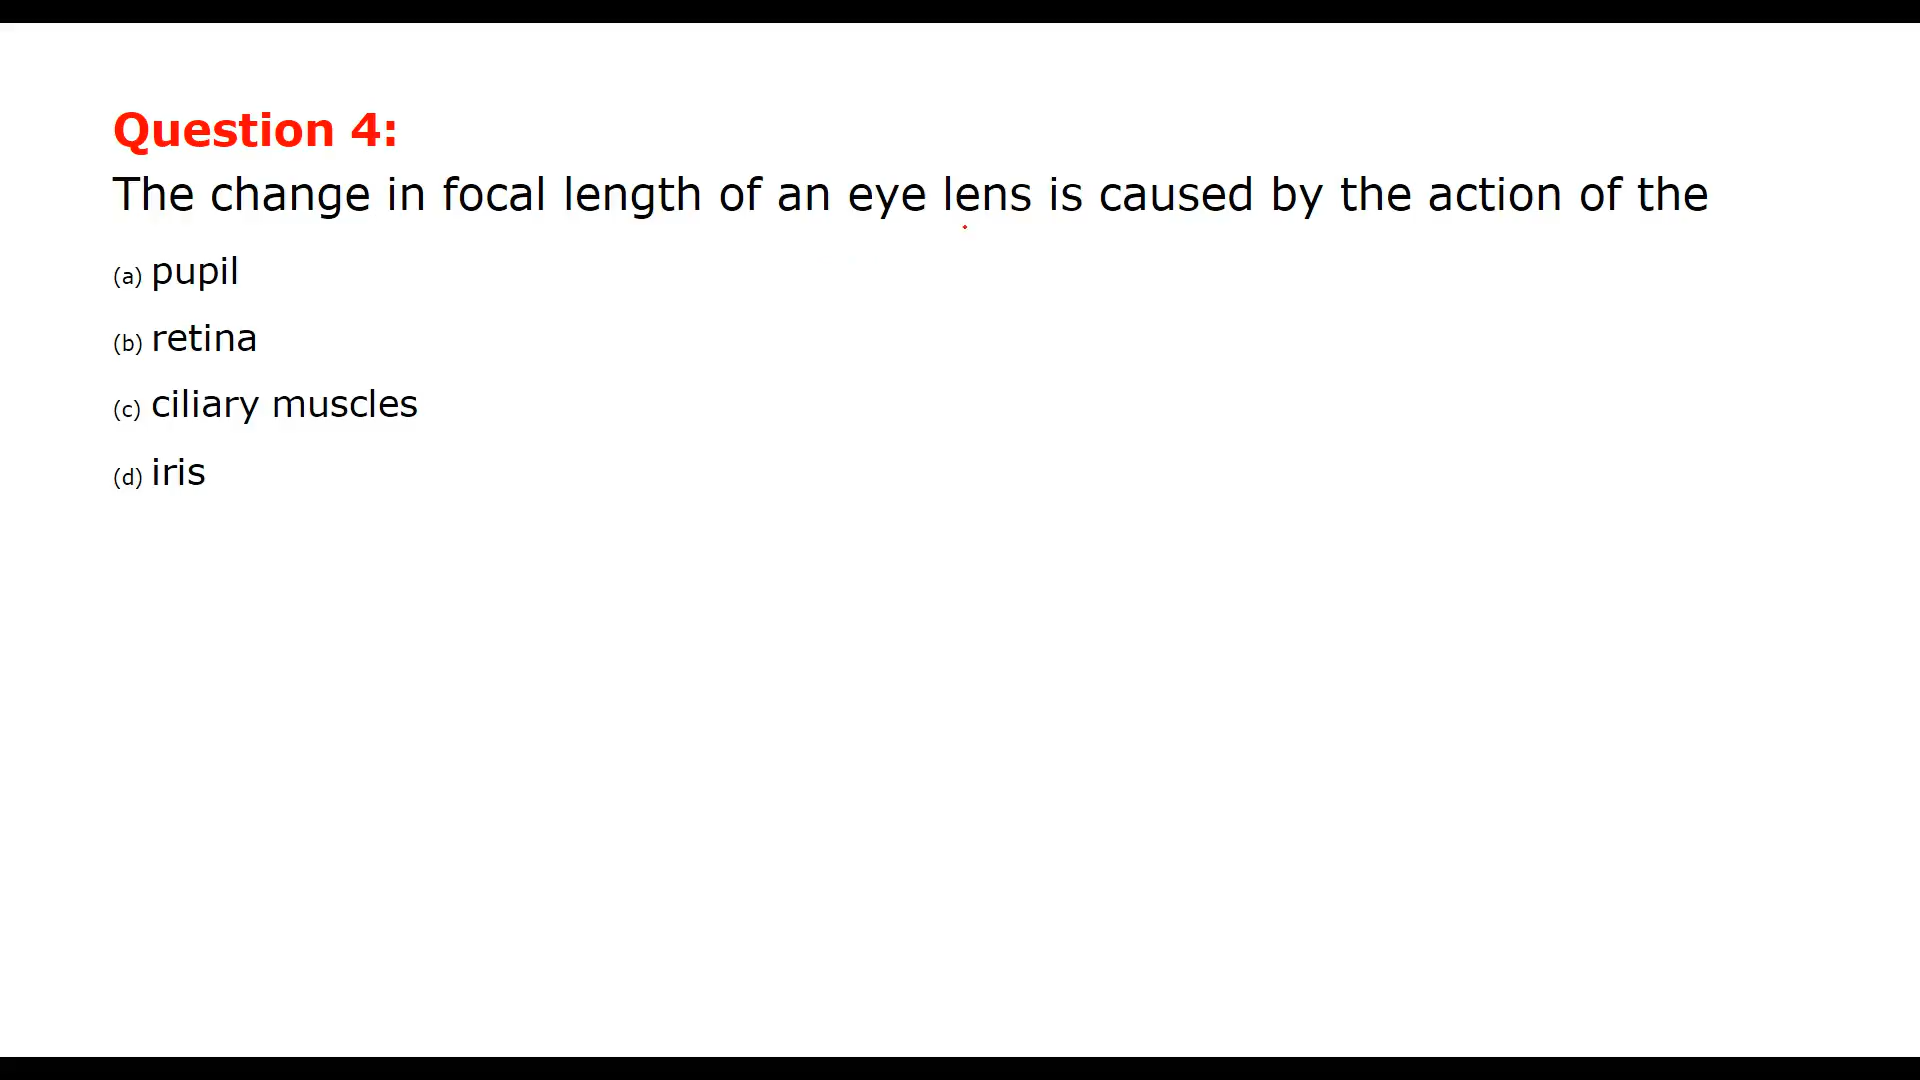 Question 4:
The change in focal length of an eye lens is caused by the action of the
(a) pupil
(b) retina
(c) ciliary muscles
(d) iris